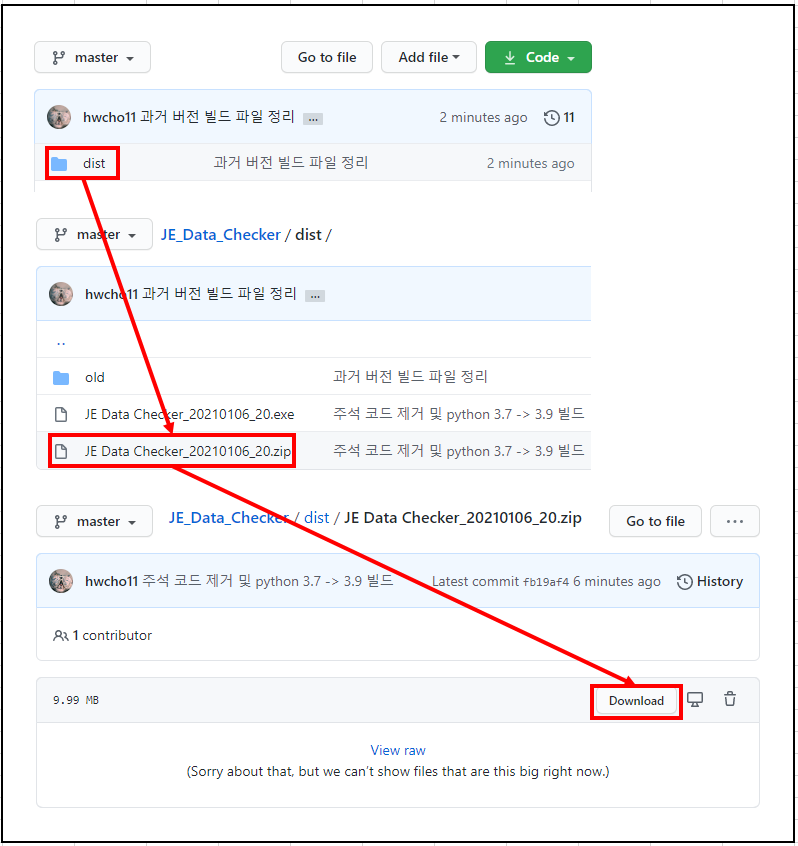 master
Go to file
Add file
Code
hwcho11 과거 버전 빌드 파일 정리 ...
2 minutes ago
11
dist
과거 버전 빌드 파일 정리
2 minutes ago
master
JE_Data_Checker / dist /
hwcho11 과거 버전 빌드 파일 정리 ...
..
old
과거 버전 빌드 파일 정리
JE Data Checker_20210106_20.exe
주석 코드 제거 및 python 3.7 -> 3.9 빌드
JE Data Checker_20210106_20.zip
주석 코드 제거 및 python 3.7 -> 3.9 빌드
master
JE_Data_Checker / dist / JE Data Checker_20210106_20.zip
Go to file
...
hwcho11 주석 코드 제거 및 python 3.7 -> 3.9 빌드
Latest commit fb19af4 6 minutes ago
History
1 contributor
9.99 MB
Download
View raw
(Sorry about that, but we can't show files that are this big right now.)